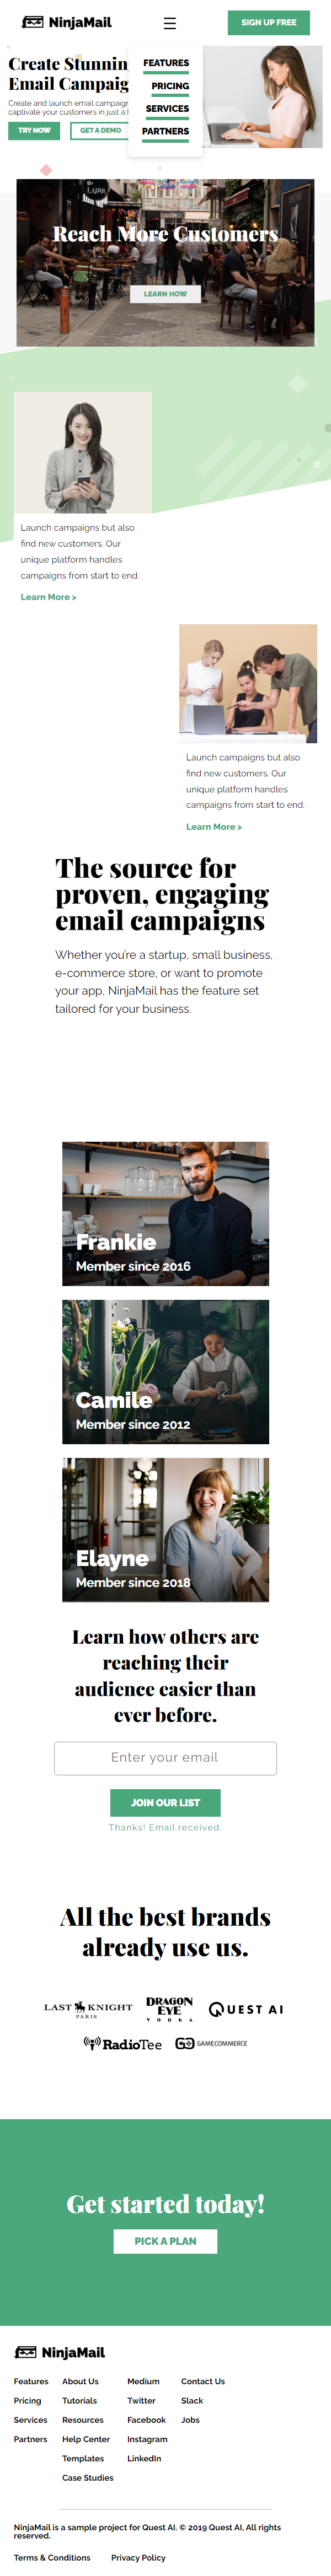 NinjaMail
SIGN UP FREE
FEATURES
PRICING
SERVICES
PARTNERS
Create Stunnin
Email Campaig
Create and launch email campaigr
captivate your customers in just a f
TRY NOW
GET A DEMO
Reach More Customers
LEARN HOW
Launch campaigns but also
find new customers. Our
unique platform handles
campaigns from start to end.
Learn More >
Launch campaigns but also
find new customers. Our
unique platform handles
campaigns from start to end.
Learn More >
The source for
proven, engaging
email campaigns
Whether you're a startup, small business,
e-commerce store, or want to promote
your app, NinjaMail has the feature set
tailored for your business.
Frankie
Member since 2016
Camile
Member since 2012
Elayne
Member since 2018
Learn how others are
reaching their
audience easier than
ever before.
Enter your email
JOIN OUR LIST
Thanks! Email received.
All the best brands
already use us.
LAST KNIGHT
PARIS
DRAGON
EYE
VODKA
QUEST AI
RadioTee
GAMECOMMERCE
Get started today!
PICK A PLAN
NinjaMail
Features About Us Medium Contact Us
Pricing Tutorials Twitter Slack
Services Resources Facebook Jobs
Partners Help Center Instagram
Templates LinkedIn
Case Studies
NinjaMail is a sample project for Quest AI. © 2019 Quest AI, All rights
reserved.
Terms & Conditions Privacy Policy